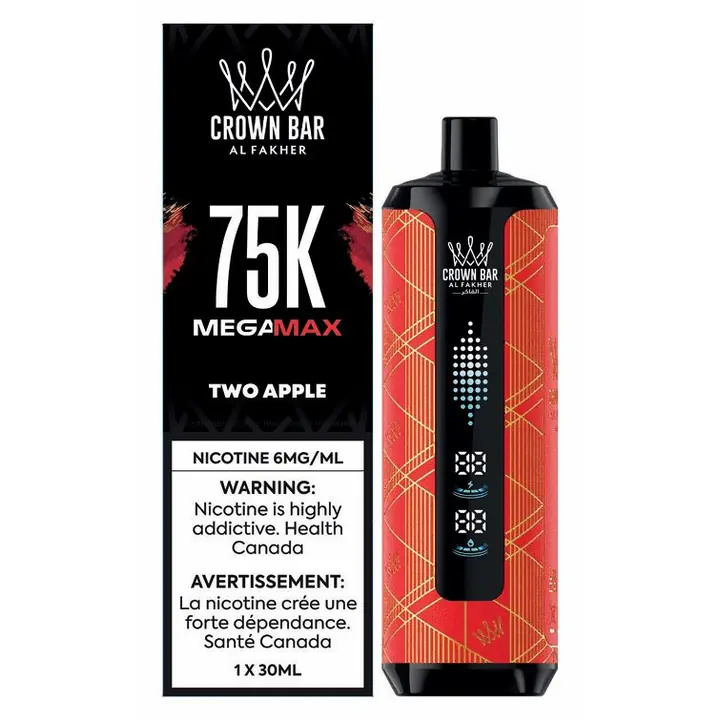 CROWN BAR
AL FAKHER
75K
MEGAMAX
TWO APPLE
NICOTINE 6MG/ML
WARNING:
Nicotine is highly
addictive. Health
Canada
AVERTISSEMENT:
La nicotine crée une
forte dépendance.
Santé Canada
1 X 30ML
CROWN BAR
AL FAKHER
الفاخر
88
88